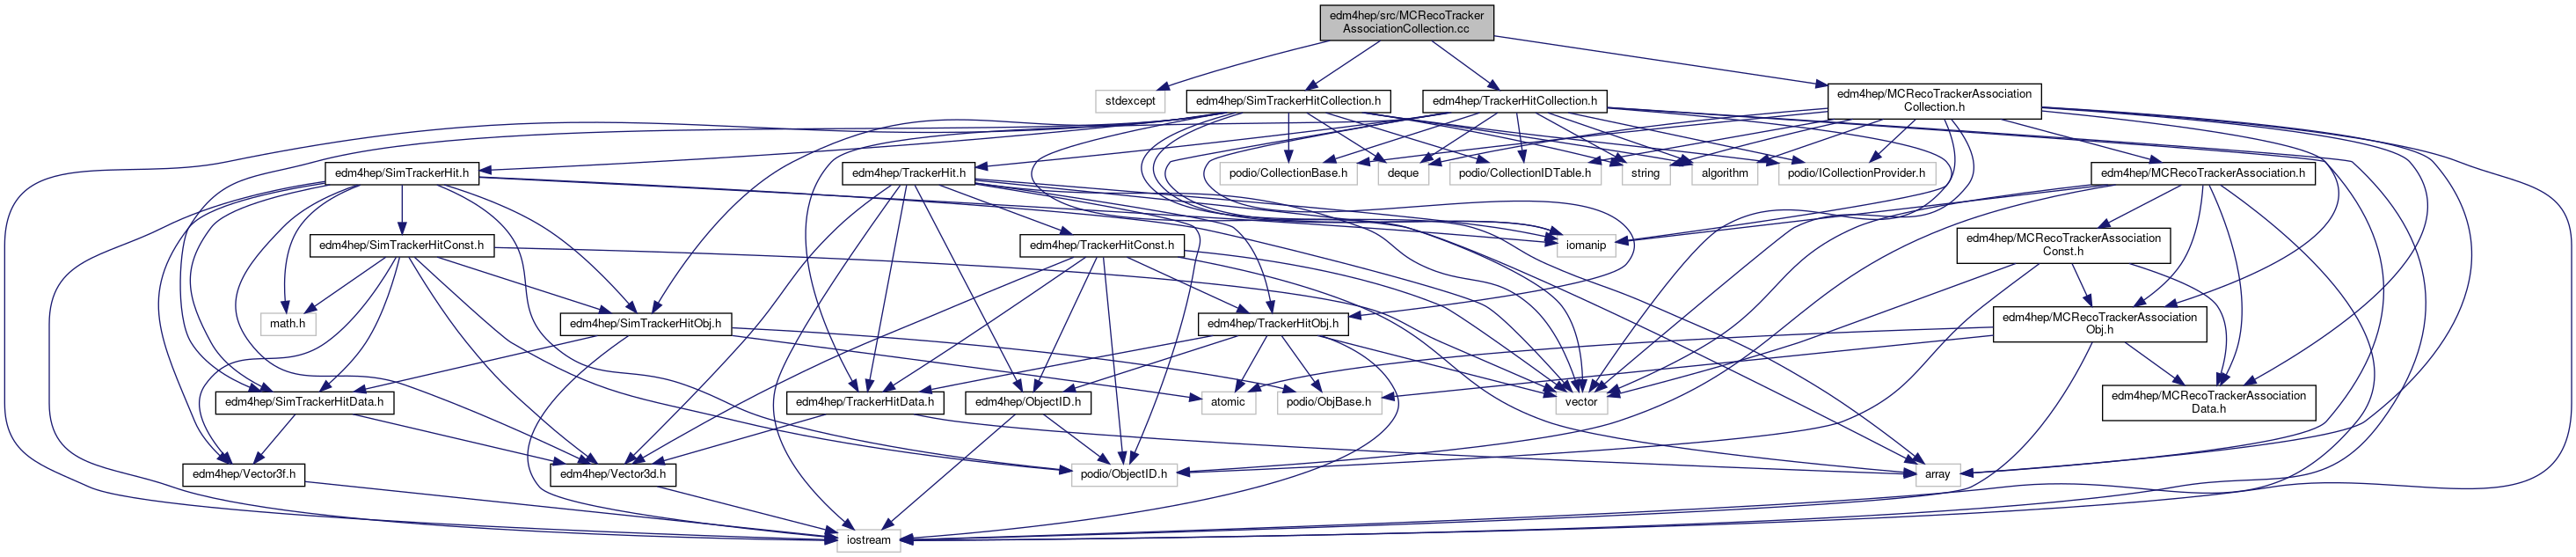 edm4hep/src/MCRecoTracker
AssociationCollection.cc
stdexcept
edm4hep/SimTrackerHitCollection.h
edm4hep/TrackerHitCollection.h
edm4hep/MCRecoTrackerAssociation
Collection.h
edm4hep/SimTrackerHit.h
edm4hep/TrackerHit.h
podio/CollectionBase.h
deque
podio/CollectionIDTable.h
string
algorithm
podio/ICollectionProvider.h
edm4hep/MCRecoTrackerAssociation.h
edm4hep/SimTrackerHitConst.h
edm4hep/TrackerHitConst.h
iomanip
edm4hep/MCRecoTrackerAssociation
Const.h
math.h
edm4hep/SimTrackerHitObj.h
edm4hep/TrackerHitObj.h
edm4hep/MCRecoTrackerAssociation
Obj.h
edm4hep/SimTrackerHitData.h
edm4hep/TrackerHitData.h
edm4hep/ObjectID.h
atomic
podio/ObjBase.h
vector
edm4hep/MCRecoTrackerAssociation
Data.h
edm4hep/Vector3f.h
edm4hep/Vector3d.h
podio/ObjectID.h
array
iostream